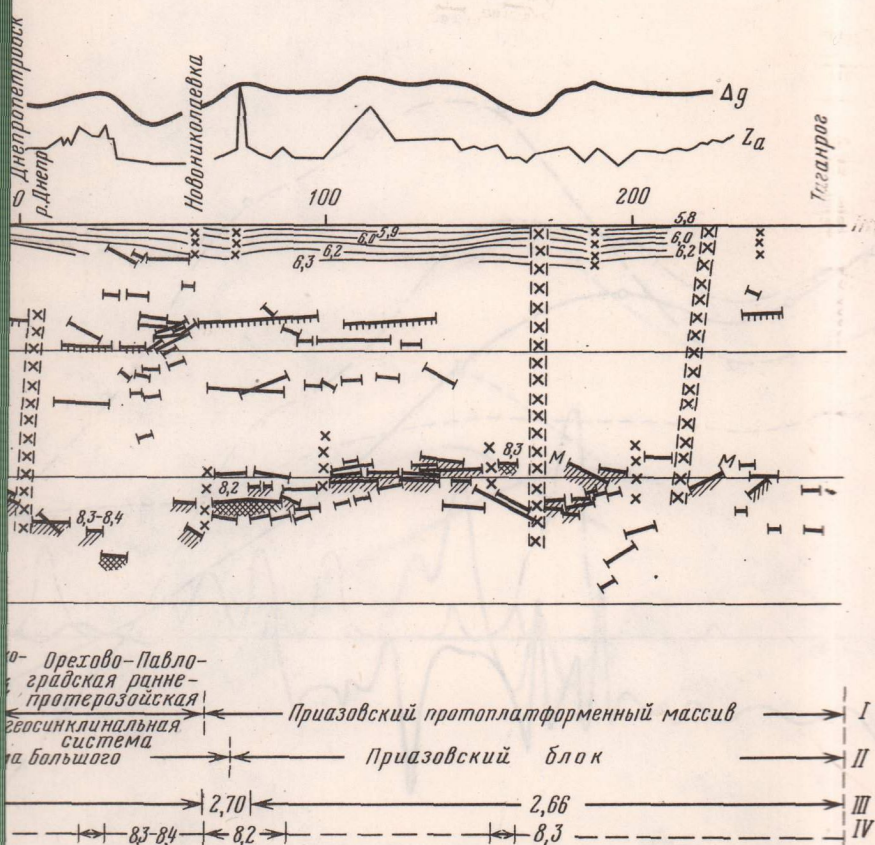 Днепропетровск
р.Днепр
Новониколаевка
Δg
Za
Таганрог
0
100
200
5,9
6,0
6,2
6,3
5,8
6,0
6,2
8,2
8,3-8,4
8,3
М
М
Орехово-Павло-
градская ранне-
протерозойская
геосинклинальная
система
большого
Приазовский протоплатформенный массив
I
Приазовский блок
II
2,70
2,66
III
8,3-8,4
8,2
8,3
IV